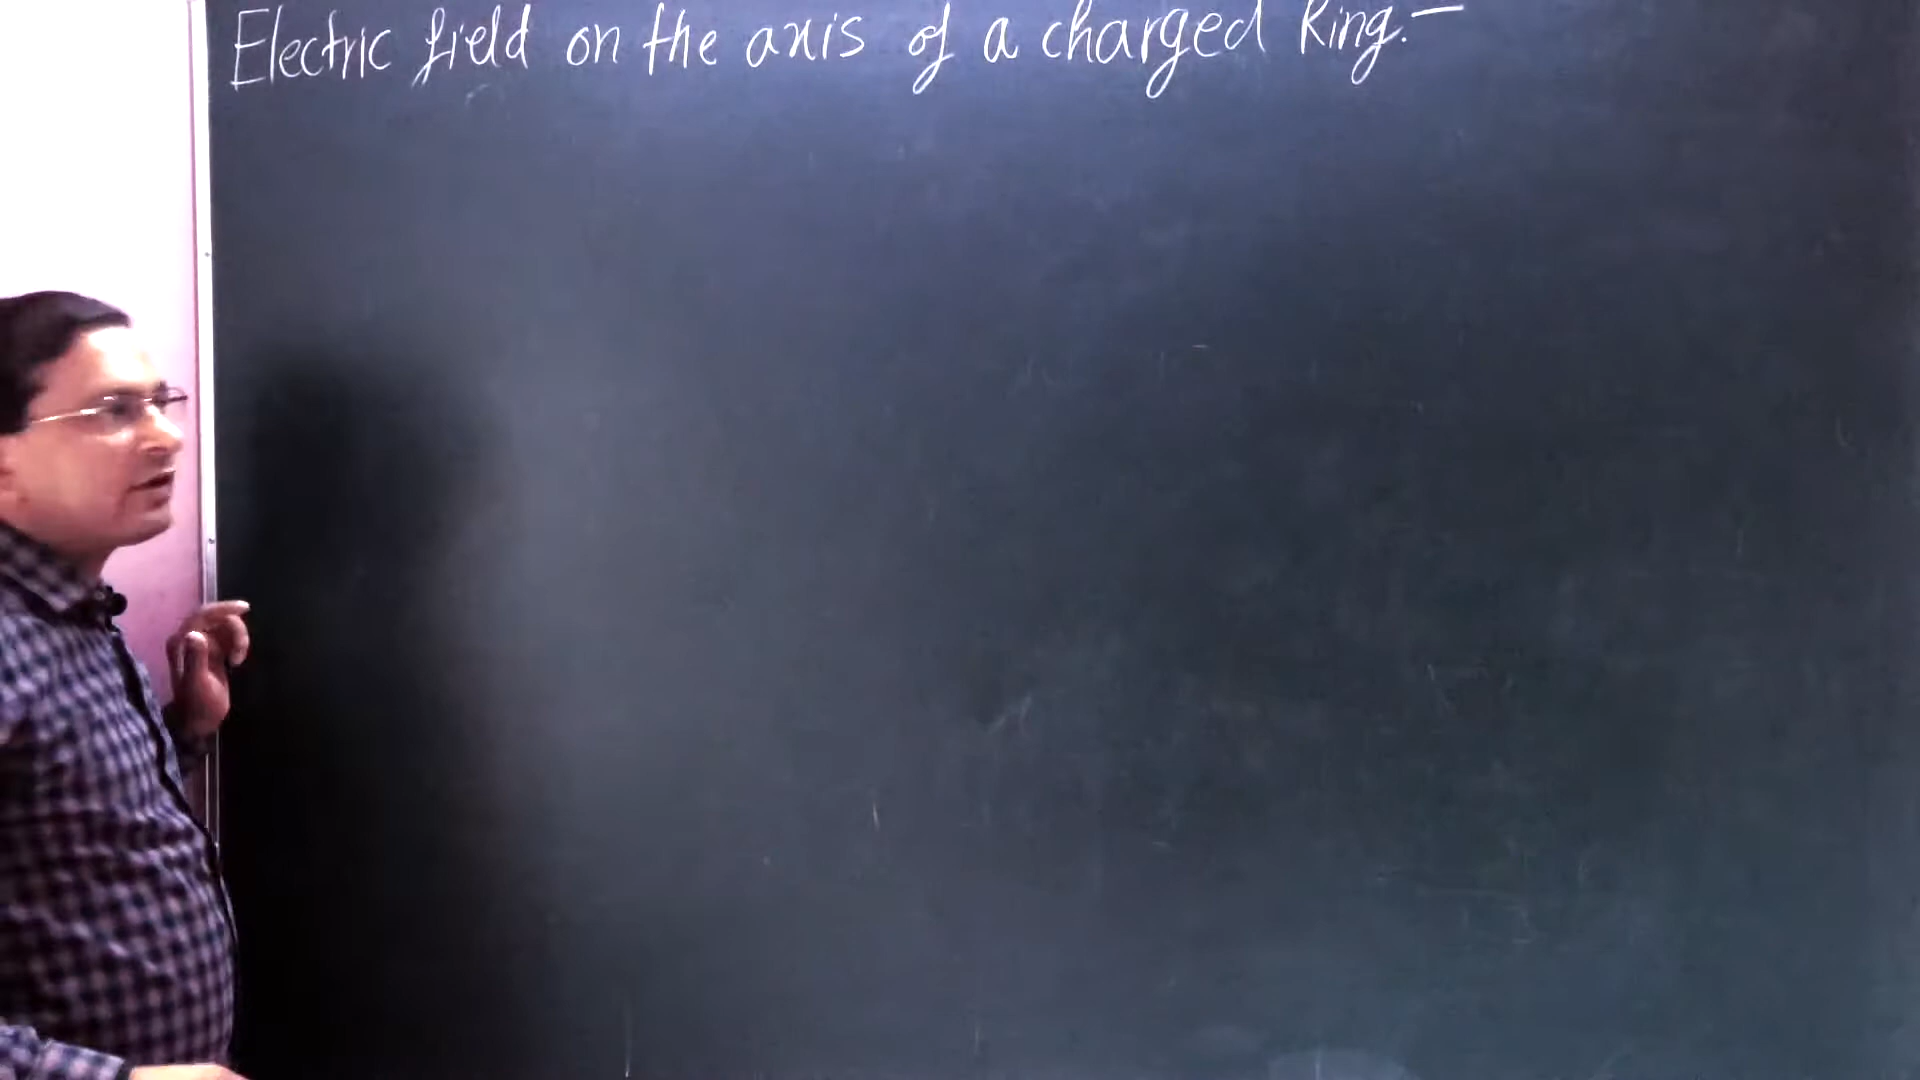 Electric field on the axis of a charged Ring.-